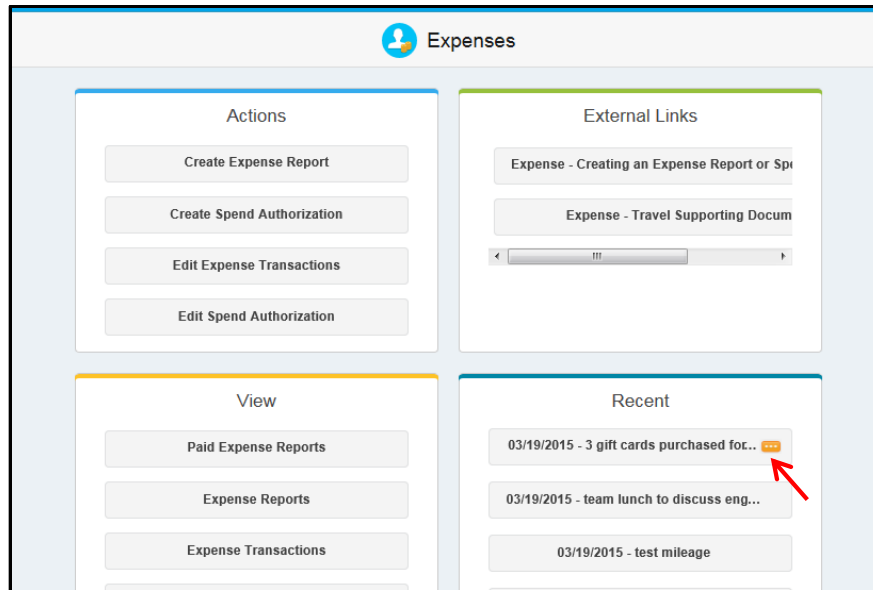 Expenses
Actions
Create Expense Report
Create Spend Authorization
Edit Expense Transactions
Edit Spend Authorization
External Links
Expense - Creating an Expense Report or Spe
Expense - Travel Supporting Docum
View
Paid Expense Reports
Expense Reports
Expense Transactions
Recent
03/19/2015 - 3 gift cards purchased for...
03/19/2015 - team lunch to discuss eng...
03/19/2015 - test mileage